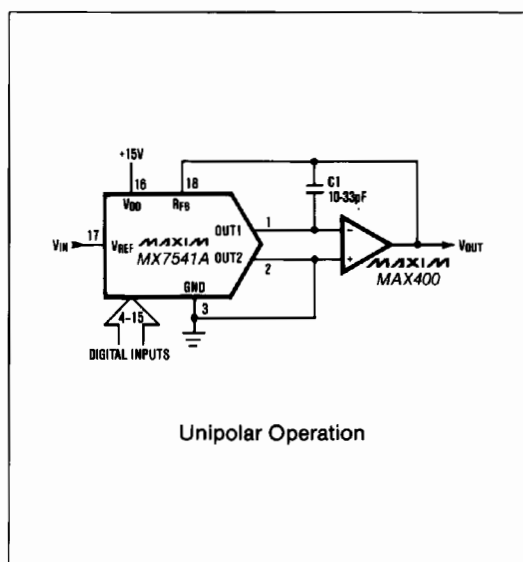 +15V
16
18
VDD
RFB
C1
10-33pF
OUT1
1
VIN
17
VREF
MAXIM
MX7541A
OUT2
2
-
+
VOUT
MAXIM
MAX400
GND
3
4-15
DIGITAL INPUTS
Unipolar Operation